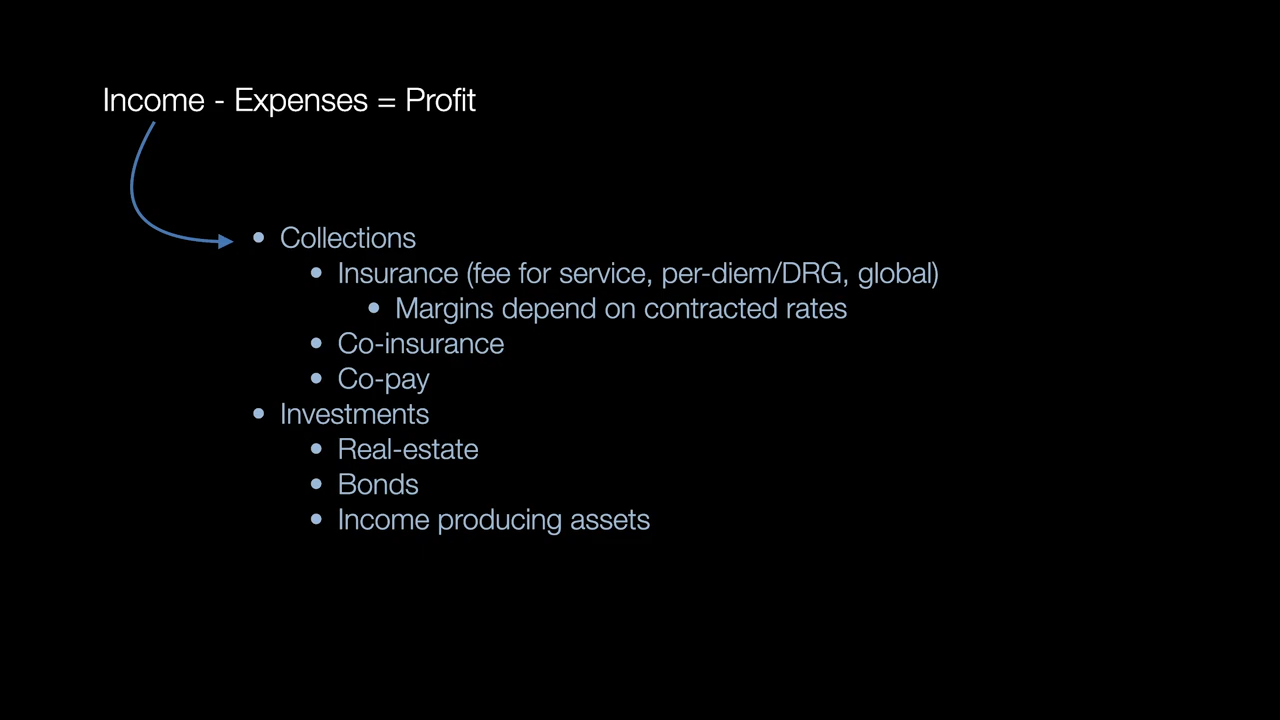 Income - Expenses = Profit
• Collections
• Insurance (fee for service, per-diem/DRG, global)
• Margins depend on contracted rates
• Co-insurance
• Co-pay
• Investments
• Real-estate
• Bonds
• Income producing assets